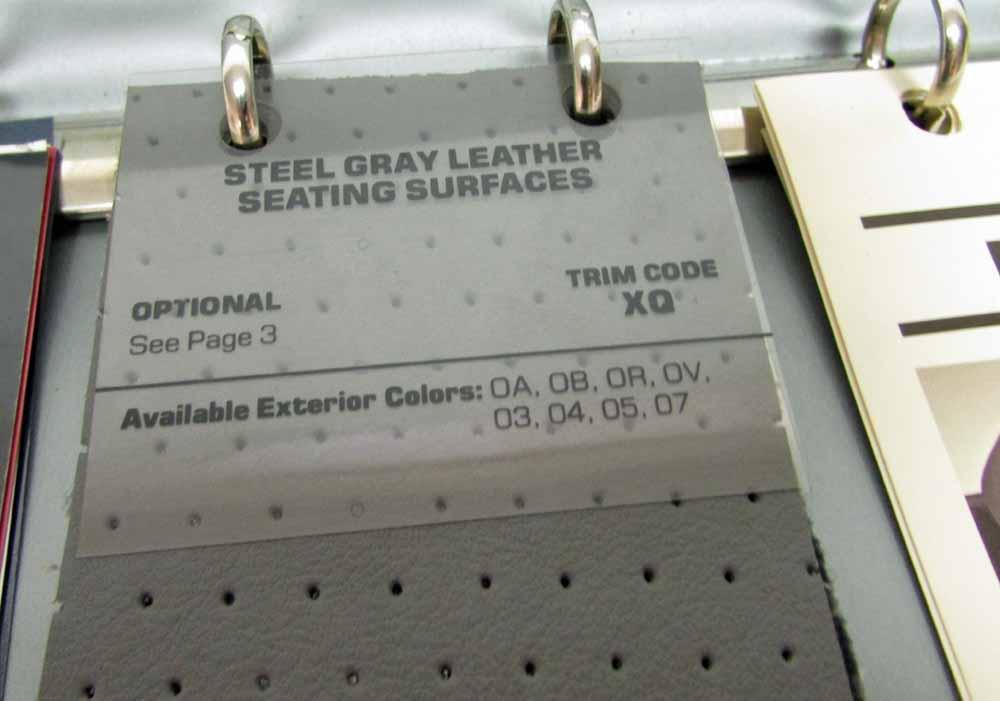 STEEL GRAY LEATHER
SEATING SURFACES
OPTIONAL
See Page 3
TRIM CODE
XQ
Available Exterior Colors: 0A, 0B, 0R, 0V,
03, 04, 05, 07